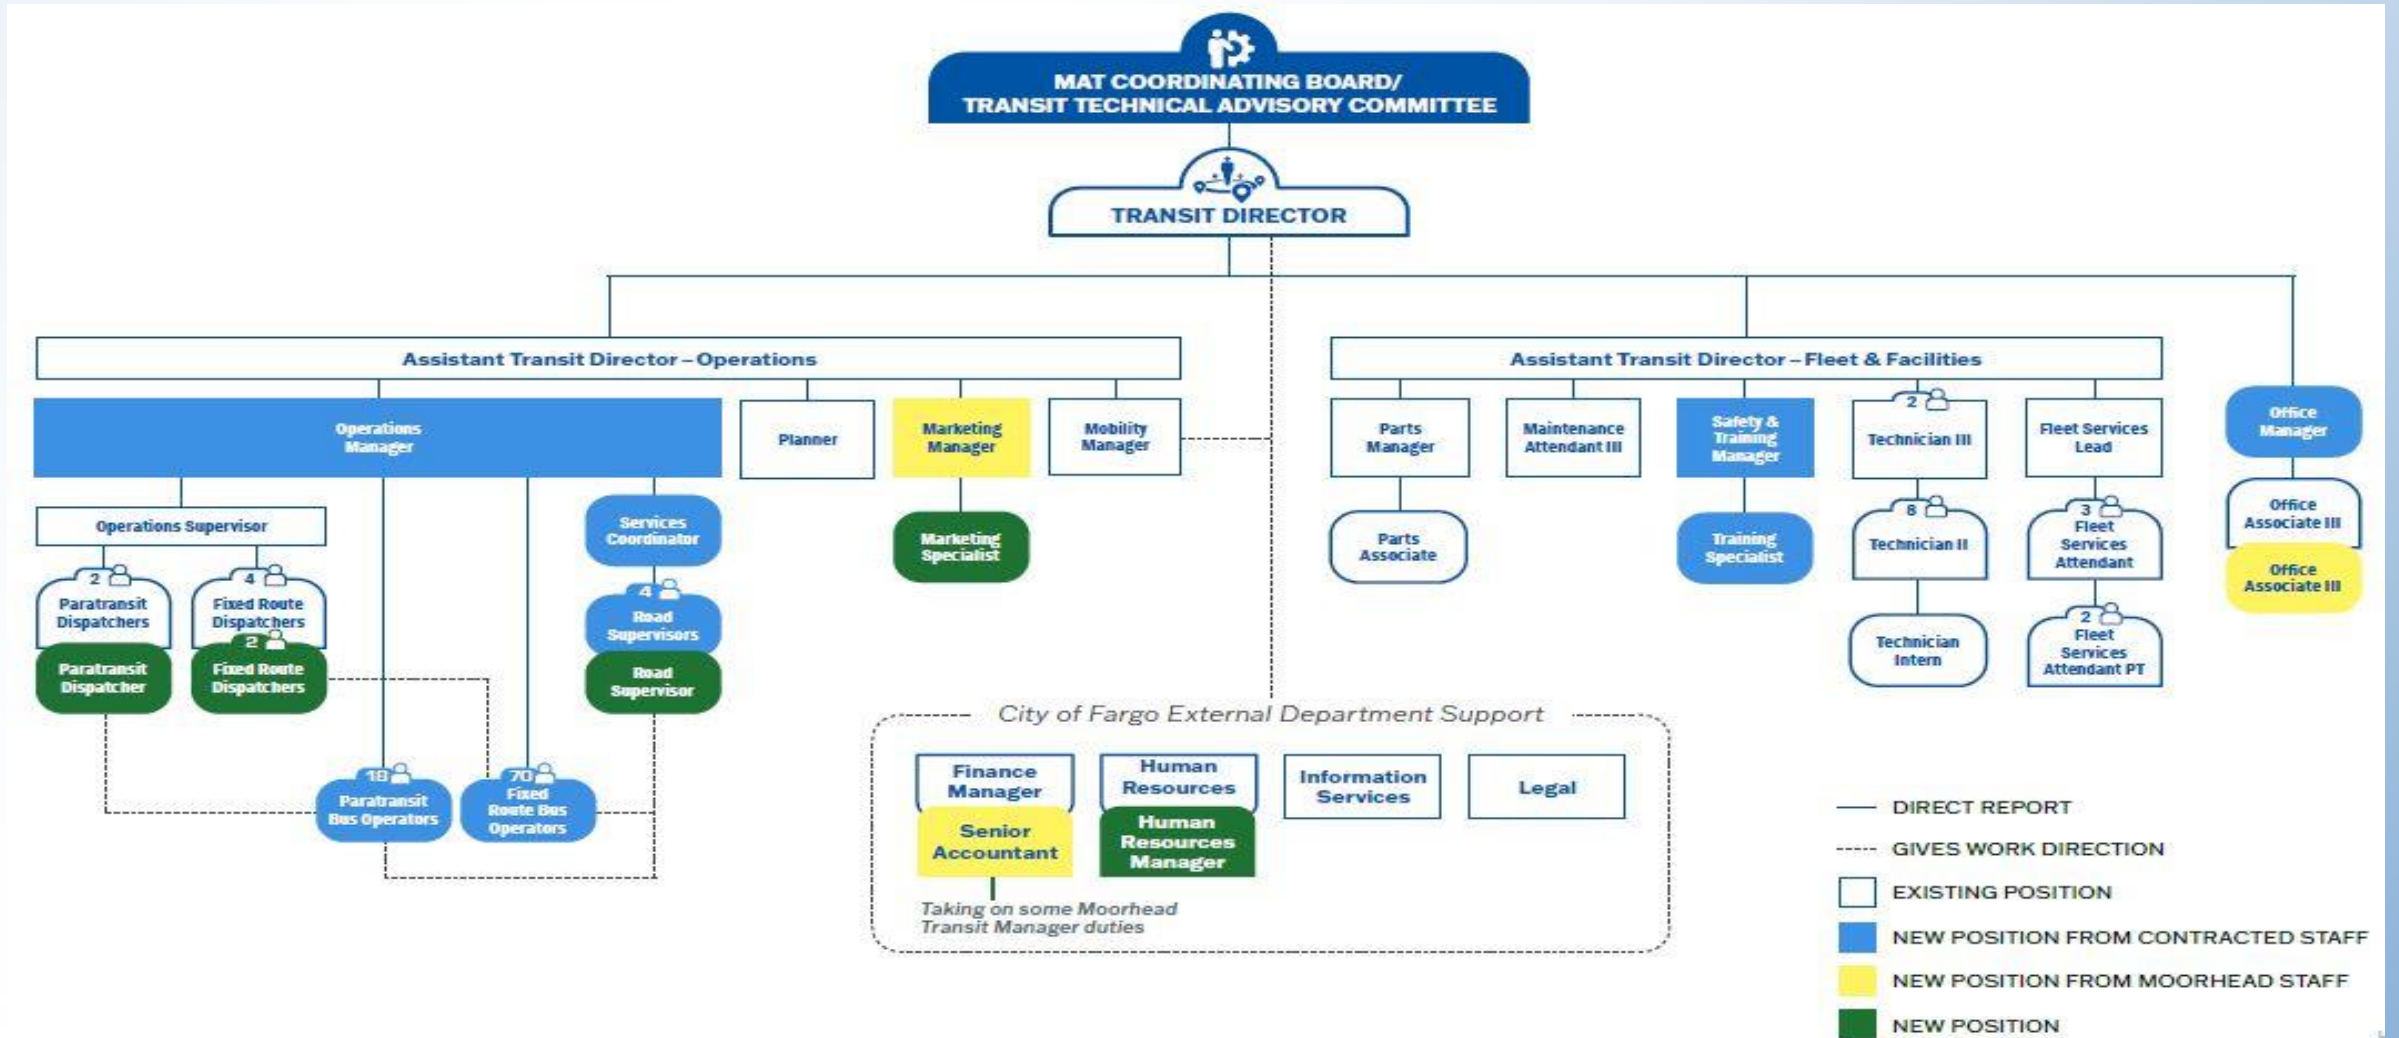 MAT COORDINATING BOARD/
TRANSIT TECHNICAL ADVISORY COMMITTEE
TRANSIT DIRECTOR
Assistant Transit Director – Operations
Assistant Transit Director – Fleet & Facilities
Operations
Manager
Planner
Marketing
Manager
Mobility
Manager
Parts
Manager
Maintenance
Attendant III
Safety &
Training
Manager
2
Technician III
Fleet Services
Lead
Office
Manager
Operations Supervisor
Services
Coordinator
Marketing
Specialist
Parts
Associate
Training
Specialist
8
Technician II
3
Fleet
Services
Attendant
Office
Associate III
Office
Associate III
2
Paratransit
Dispatchers
4
Fixed Route
Dispatchers
4
Road
Supervisors
Paratransit
Dispatcher
2
Fixed Route
Dispatchers
Road
Supervisor
Technician
Intern
2
Fleet
Services
Attendant PT
18
Paratransit
Bus Operators
70
Fixed
Route Bus
Operators
City of Fargo External Department Support
Finance
Manager
Human
Resources
Information
Services
Legal
Senior
Accountant
Human
Resources
Manager
Taking on some Moorhead
Transit Manager duties
DIRECT REPORT
GIVES WORK DIRECTION
EXISTING POSITION
NEW POSITION FROM CONTRACTED STAFF
NEW POSITION FROM MOORHEAD STAFF
NEW POSITION